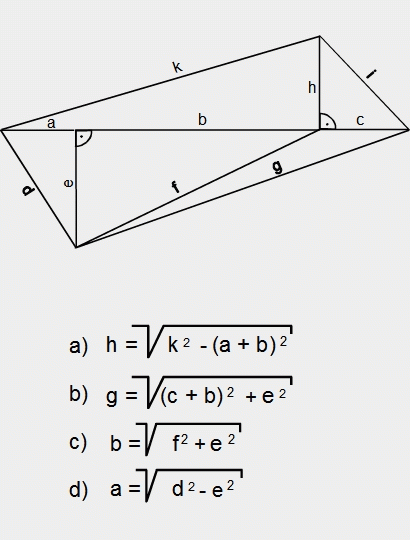 k
i
h
a
b
c
e
d
f
g
a) h = √k² - (a + b)²
b) g = √(c + b)² + e²
c) b = √f² + e²
d) a = √d² - e²